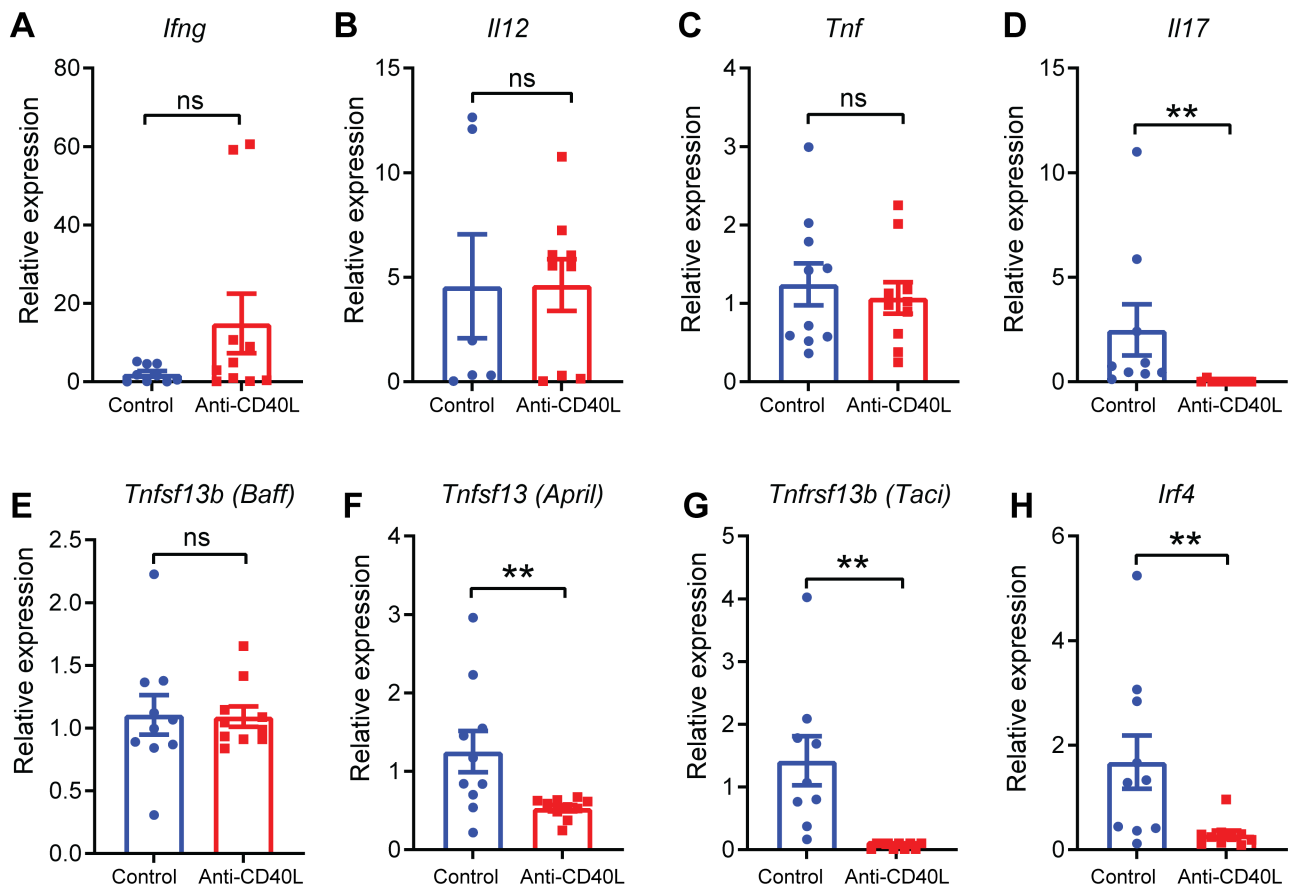 A Ifng
80
60
40
20
0
Relative expression
ns
Control Anti-CD40L
B Il12
15
10
5
0
Relative expression
ns
Control Anti-CD40L
C Tnf
4
3
2
1
0
Relative expression
ns
Control Anti-CD40L
D Il17
15
10
5
0
Relative expression
**
Control Anti-CD40L
E Tnfsf13b (Baff)
2.5
2.0
1.5
1.0
0.5
0.0
Relative expression
ns
Control Anti-CD40L
F Tnfsf13 (April)
4
3
2
1
0
Relative expression
**
Control Anti-CD40L
G Tnfrsf13b (Taci)
5
4
3
2
1
0
Relative expression
**
Control Anti-CD40L
H Irf4
6
4
2
0
Relative expression
**
Control Anti-CD40L